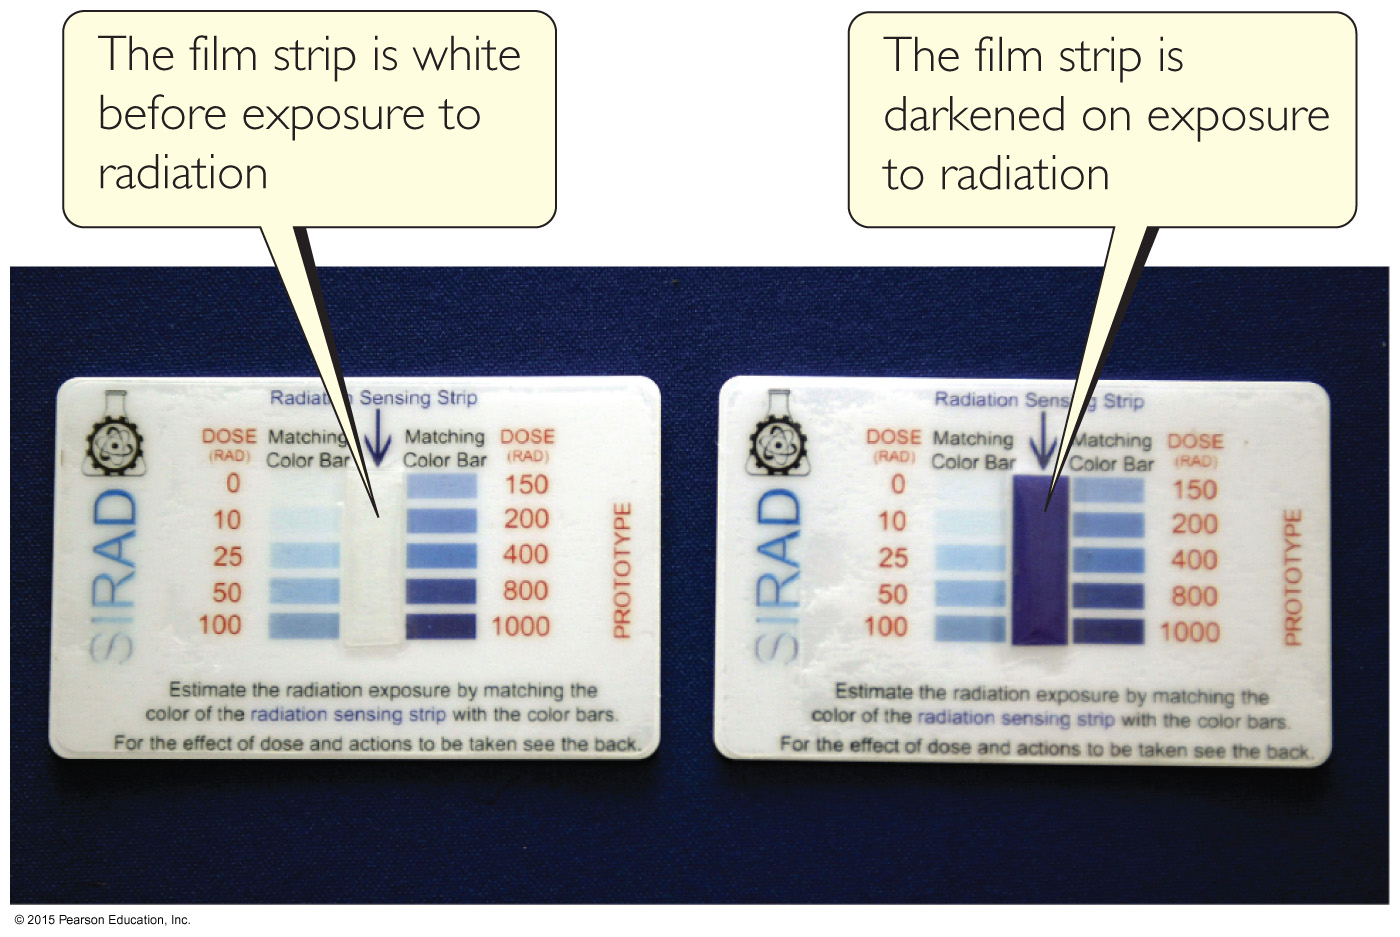 The film strip is white
before exposure to
radiation
The film strip is
darkened on exposure
to radiation
SIRAD
Radiation Sensing Strip
DOSE Matching Matching DOSE
(RAD) Color Bar Color Bar (RAD)
0 150
10 200
25 400
50 800
100 1000
PROTOTYPE
Estimate the radiation exposure by matching the
color of the radiation sensing strip with the color bars.
For the effect of dose and actions to be taken see the back.
SIRAD
Radiation Sensing Strip
DOSE Matching Matching DOSE
(RAD) Color Bar Color Bar (RAD)
0 150
10 200
25 400
50 800
100 1000
PROTOTYPE
Estimate the radiation exposure by matching the
color of the radiation sensing strip with the color bars.
For the effect of dose and actions to be taken see the back.
© 2015 Pearson Education, Inc.